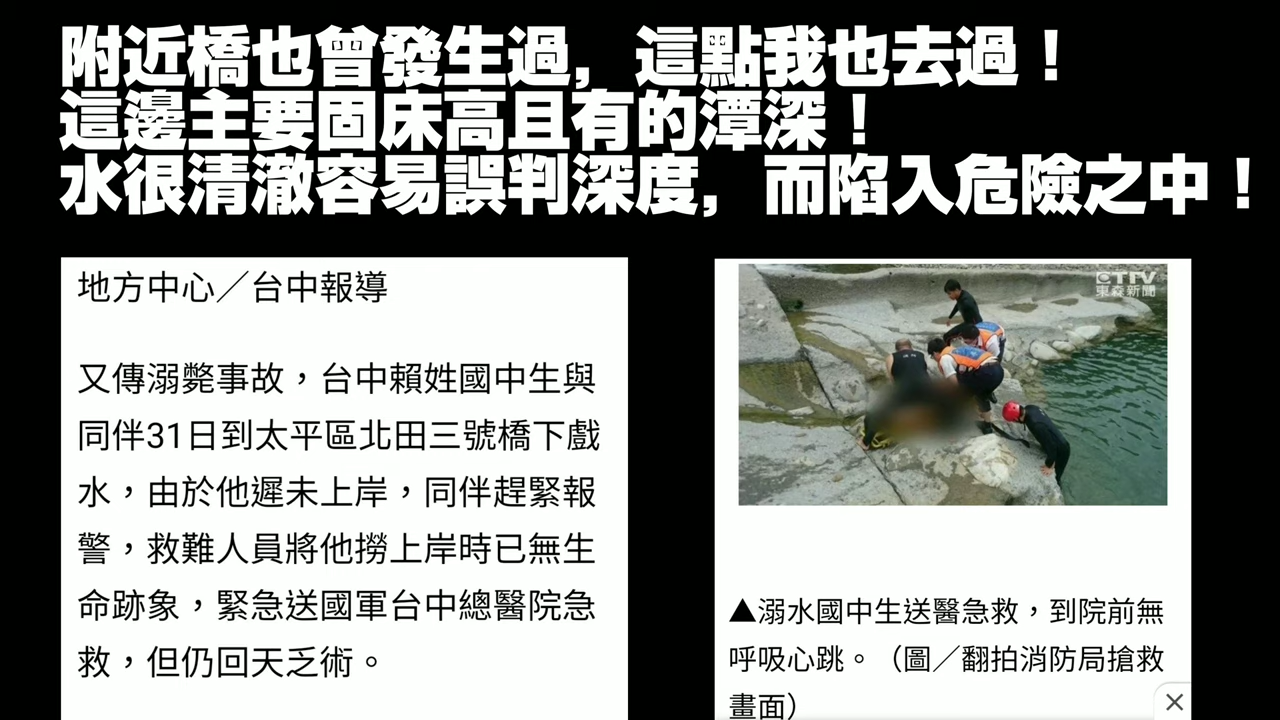 附近橋也曾發生過，這點我也去過！
這邊主要固床高且有的潭深！
水很清澈容易誤判深度，而陷入危險之中！
地方中心／台中報導
又傳溺斃事故，台中賴姓國中生與
同伴31日到太平區北田三號橋下戲
水，由於他遲未上岸，同伴趕緊報
警，救難人員將他撈上岸時已無生
命跡象，緊急送國軍台中總醫院急
救，但仍回天乏術。
ETTV
東森新聞
▲溺水國中生送醫急救，到院前無
呼吸心跳。（圖／翻拍消防局搶救
畫面）